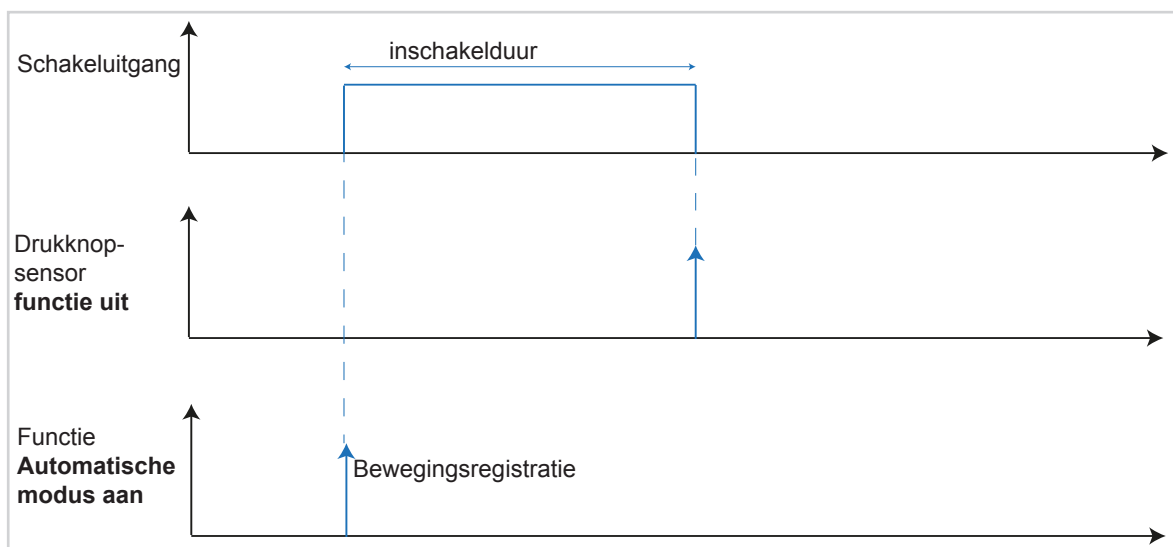 inschakelduur
Schakeluitgang
Drukknop-
sensor
functie uit
Functie
Automatische
modus aan
Bewegingsregistratie